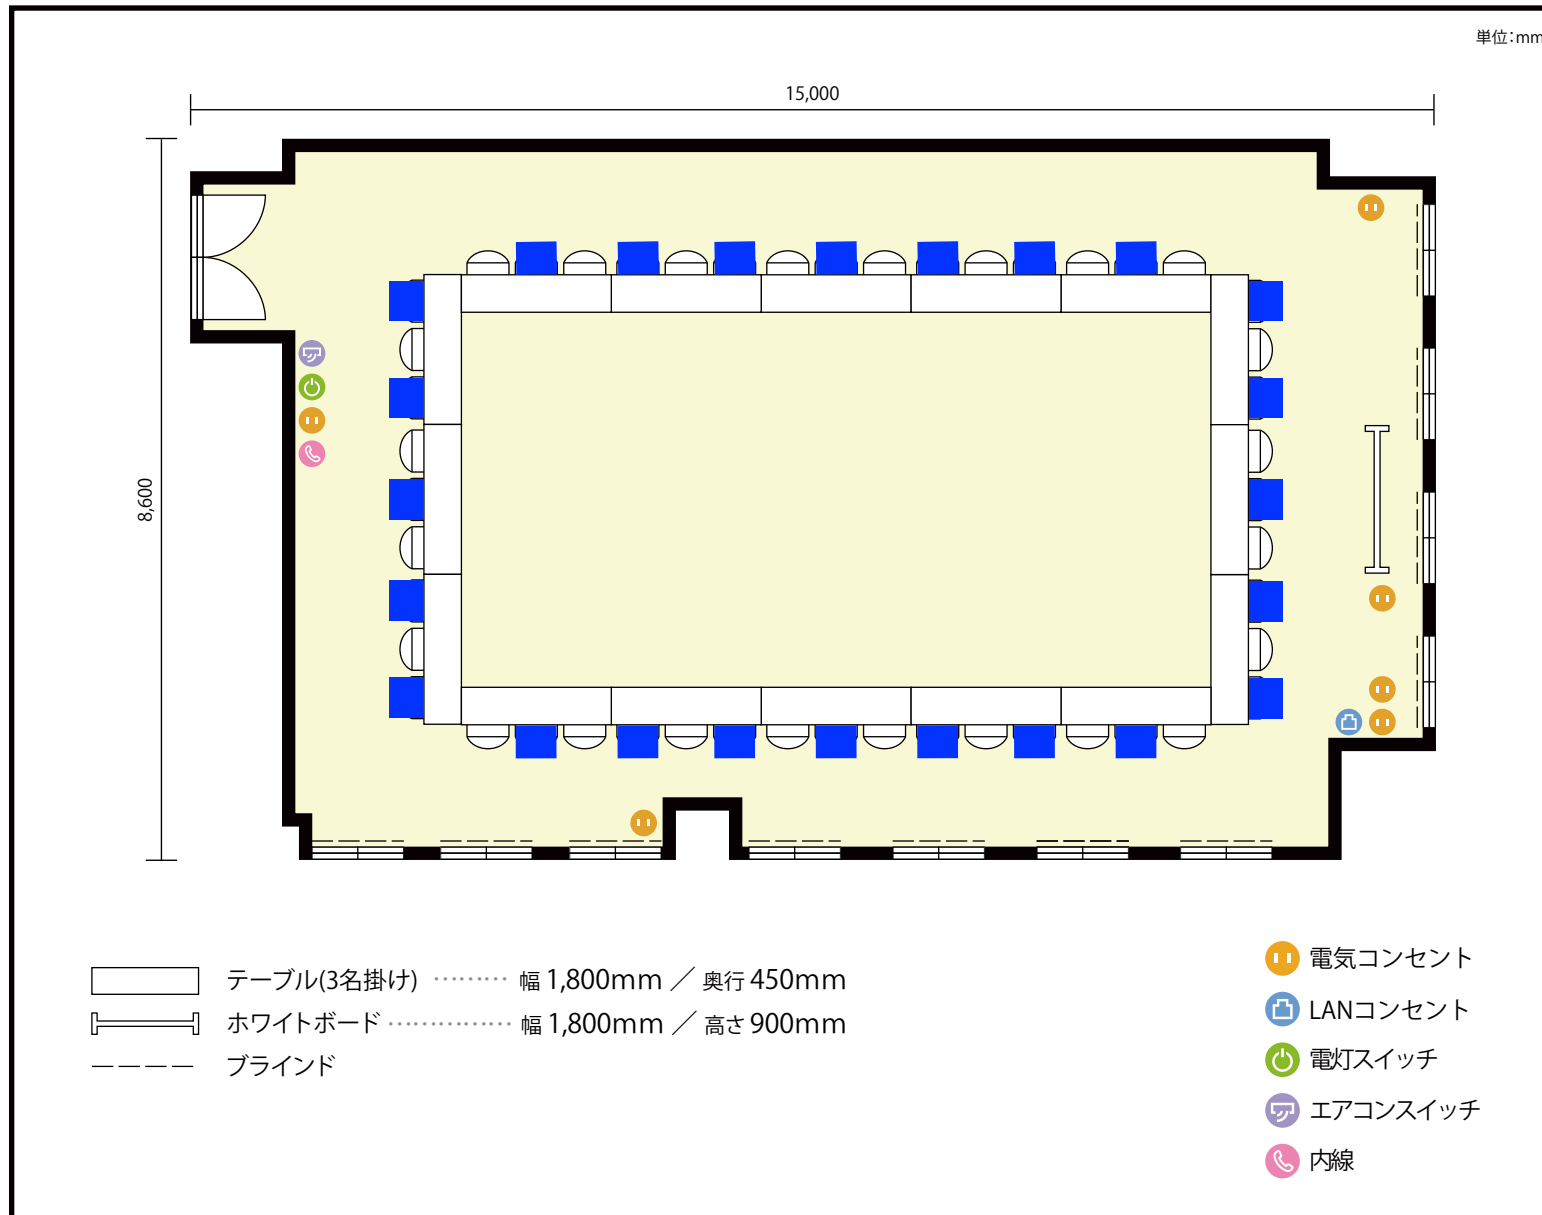 単位：mm
15,000
8,600
テーブル(3名掛け) ⋯⋯⋯ 幅 1,800mm ／ 奥行 450mm
ホワイトボード ⋯⋯⋯⋯⋯ 幅 1,800mm ／ 高さ 900mm
ブラインド
電気コンセント
LANコンセント
電灯スイッチ
エアコンスイッチ
内線